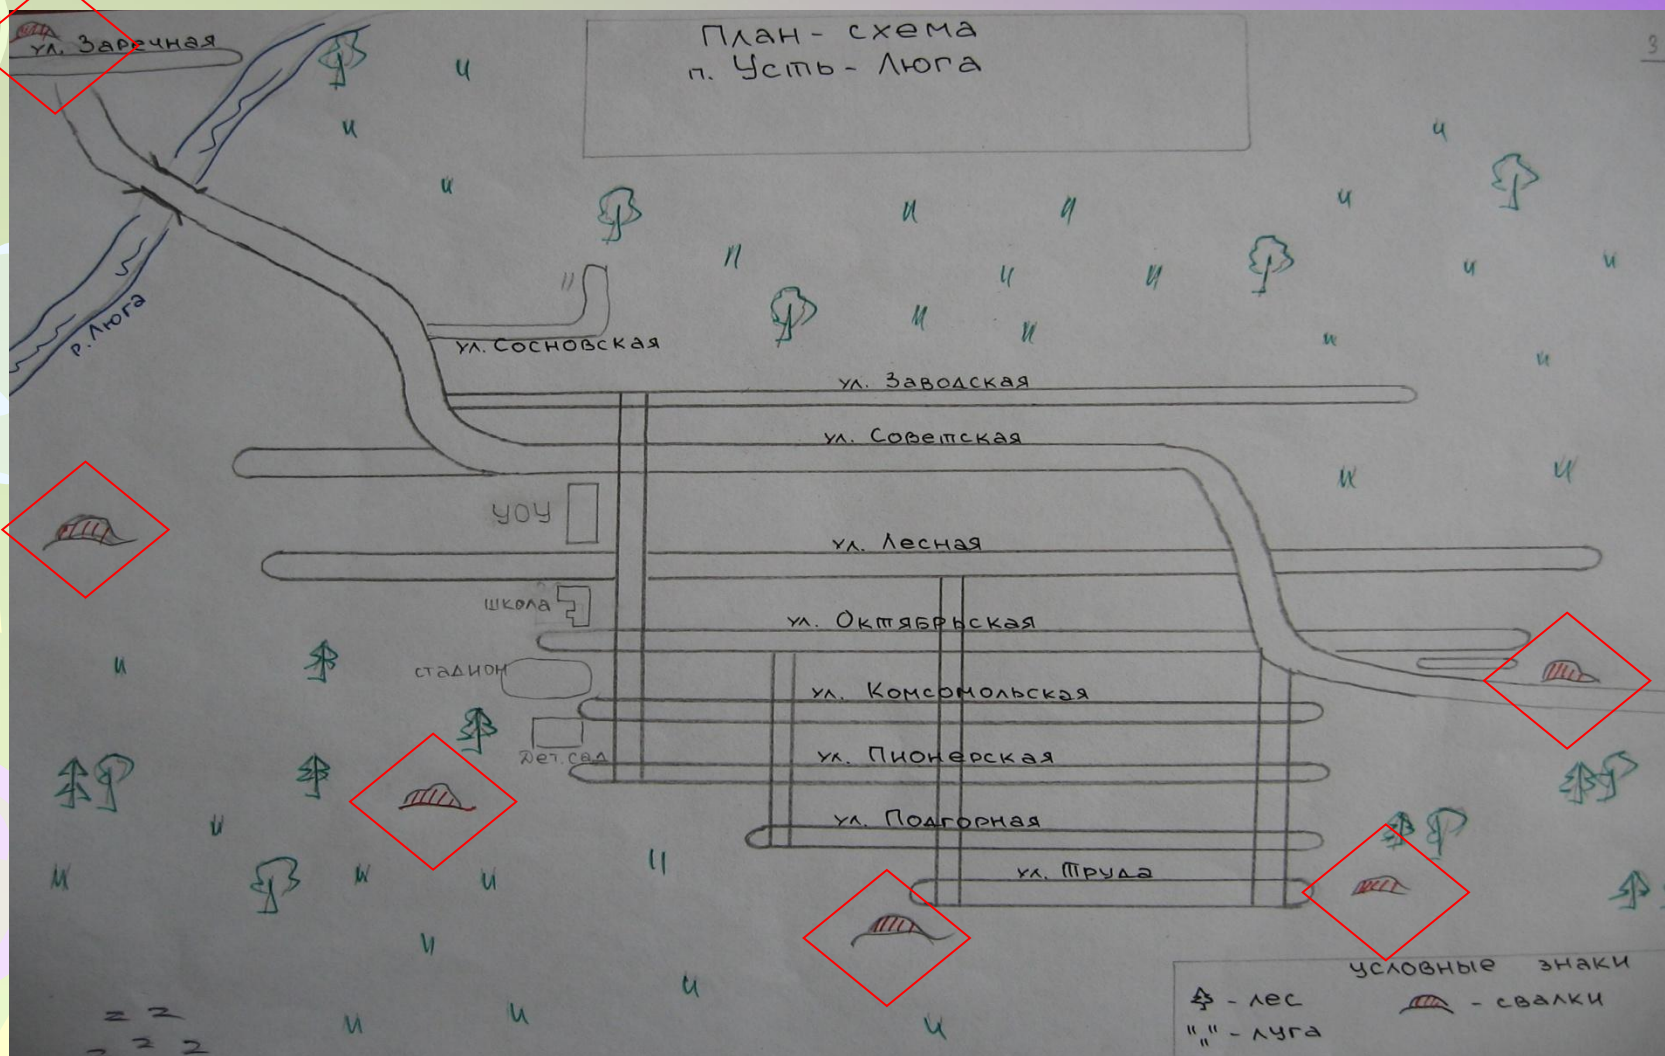 План - схема
п. Усть - Люга
3
ул. Заречная
р. Люга
ул. Сосновская
ул. Заводская
ул. Советская
УОУ
ул. Лесная
школа
ул. Октябрьская
стадион
ул. Комсомольская
Дет. сад
ул. Пионерская
ул. Подгорная
ул. Труда
условные знаки
- лес
- свалки
- луга